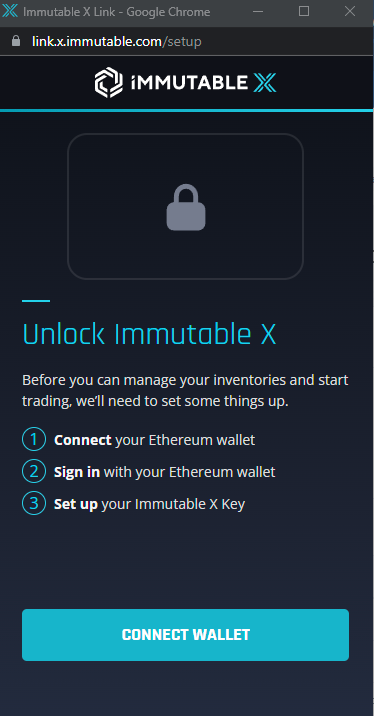 Immutable X Link - Google Chrome
link.x.immutable.com/setup
iMMUTABLE X
Unlock Immutable X
Before you can manage your inventories and start
trading, we'll need to set some things up.
1 Connect your Ethereum wallet
2 Sign in with your Ethereum wallet
3 Set up your Immutable X Key
CONNECT WALLET